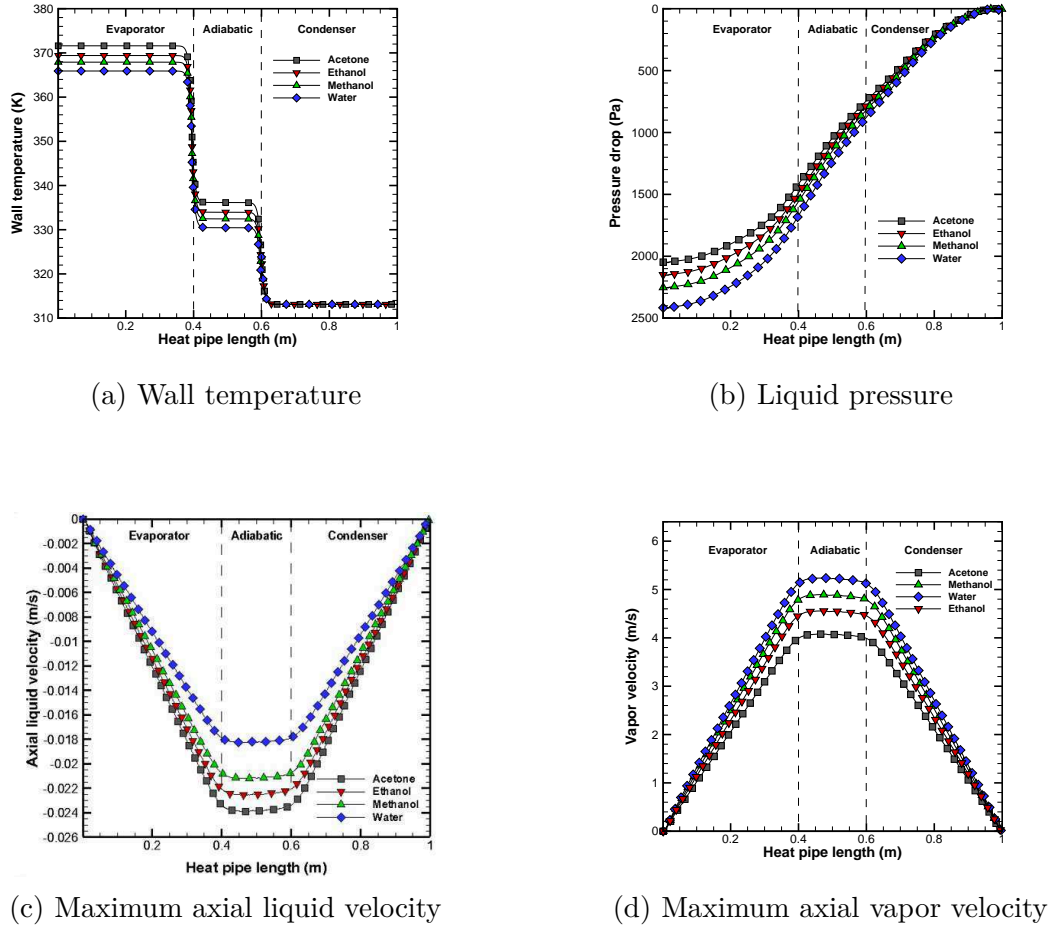 Evaporator Adiabatic Condenser
Acetone
Ethanol
Methanol
Water
Wall temperature (K)
380
370
360
350
340
330
320
310
0.2 0.4 0.6 0.8 1
Heat pipe length (m)
(a) Wall temperature
Evaporator Adiabatic Condenser
Acetone
Ethanol
Methanol
Water
Pressure drop (Pa)
0
500
1000
1500
2000
2500
0.2 0.4 0.6 0.8 1
Heat pipe length (m)
(b) Liquid pressure
Evaporator Adiabatic Condenser
Acetone
Ethanol
Methanol
Water
Axial liquid velocity (m/s)
0
-0.002
-0.004
-0.006
-0.008
-0.01
-0.012
-0.014
-0.016
-0.018
-0.02
-0.022
-0.024
-0.026
0.2 0.4 0.6 0.8 1
Heat pipe length (m)
(c) Maximum axial liquid velocity
Evaporator Adiabatic Condenser
Acetone
Methanol
Water
Ethanol
Vapor velocity (m/s)
6
5
4
3
2
1
0
0.2 0.4 0.6 0.8 1
Heat pipe length (m)
(d) Maximum axial vapor velocity